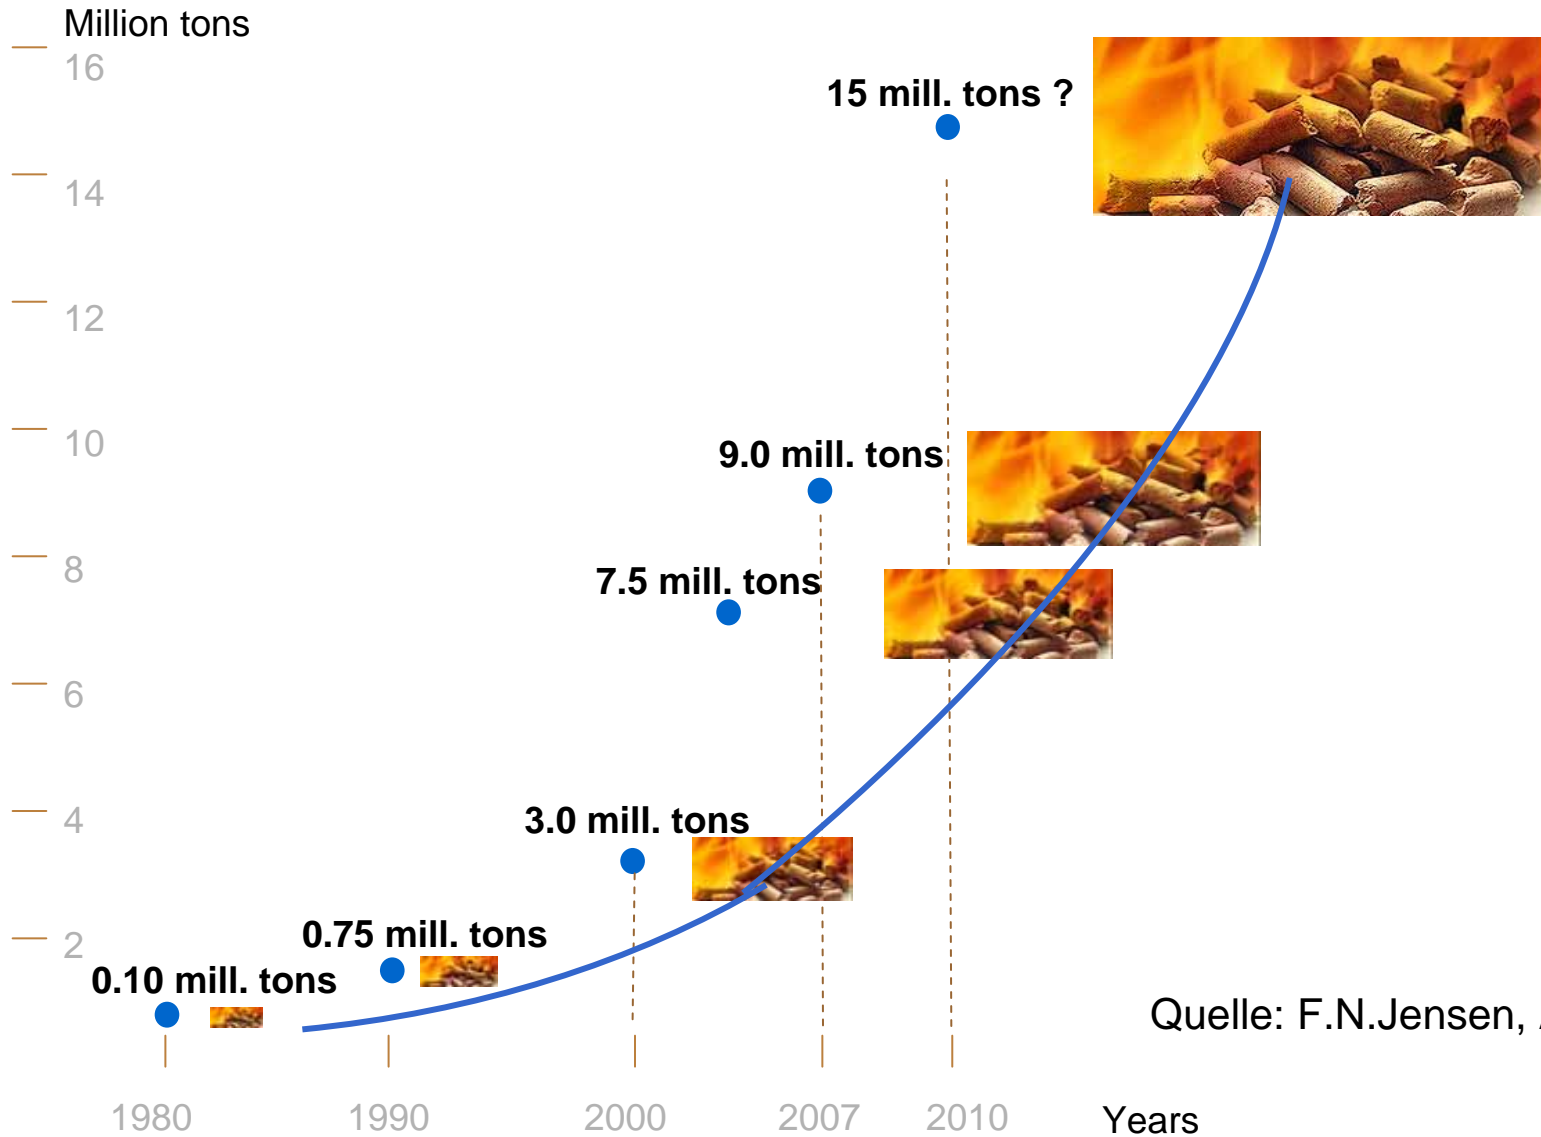 Million tons
16
15 mill. tons ?
14
12
10
9.0 mill. tons
8
7.5 mill. tons
6
4
3.0 mill. tons
2
0.75 mill. tons
0.10 mill. tons
Quelle: F.N.Jensen,
1980 1990 2000 2007 2010 Years